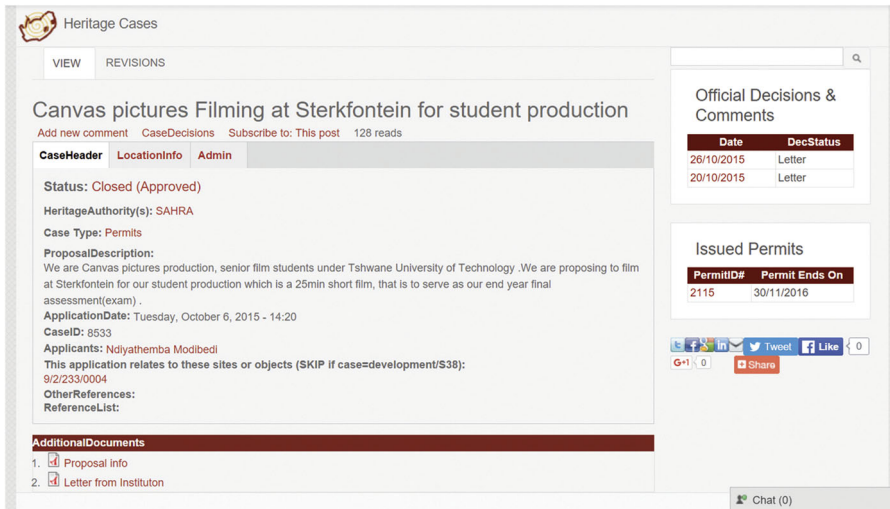 Heritage Cases
VIEW REVISIONS
Canvas pictures Filming at Sterkfontein for student production
Add new comment CaseDecisions Subscribe to: This post 128 reads
CaseHeader LocationInfo Admin
Status: Closed (Approved)
HeritageAuthority(s): SAHRA
Case Type: Permits
ProposalDescription:
We are Canvas pictures production, senior film students under Tshwane University of Technology .We are proposing to film
at Sterkfontein for our student production which is a 25min short film, that is to serve as our end year final
assessment(exam) .
ApplicationDate: Tuesday, October 6, 2015 - 14:20
CaseID: 8533
Applicants: Ndiyathemba Modibedi
This application relates to these sites or objects (SKIP if case=development/S38):
9/2/233/0004
OtherReferences:
ReferenceList:
AdditionalDocuments
1. Proposal info
2. Letter from Instituton
Official Decisions &
Comments
Date DecStatus
26/10/2015 Letter
20/10/2015 Letter
Issued Permits
PermitID# Permit Ends On
2115 30/11/2016
Tweet Like 0
G+1 0 Share
Chat (0)